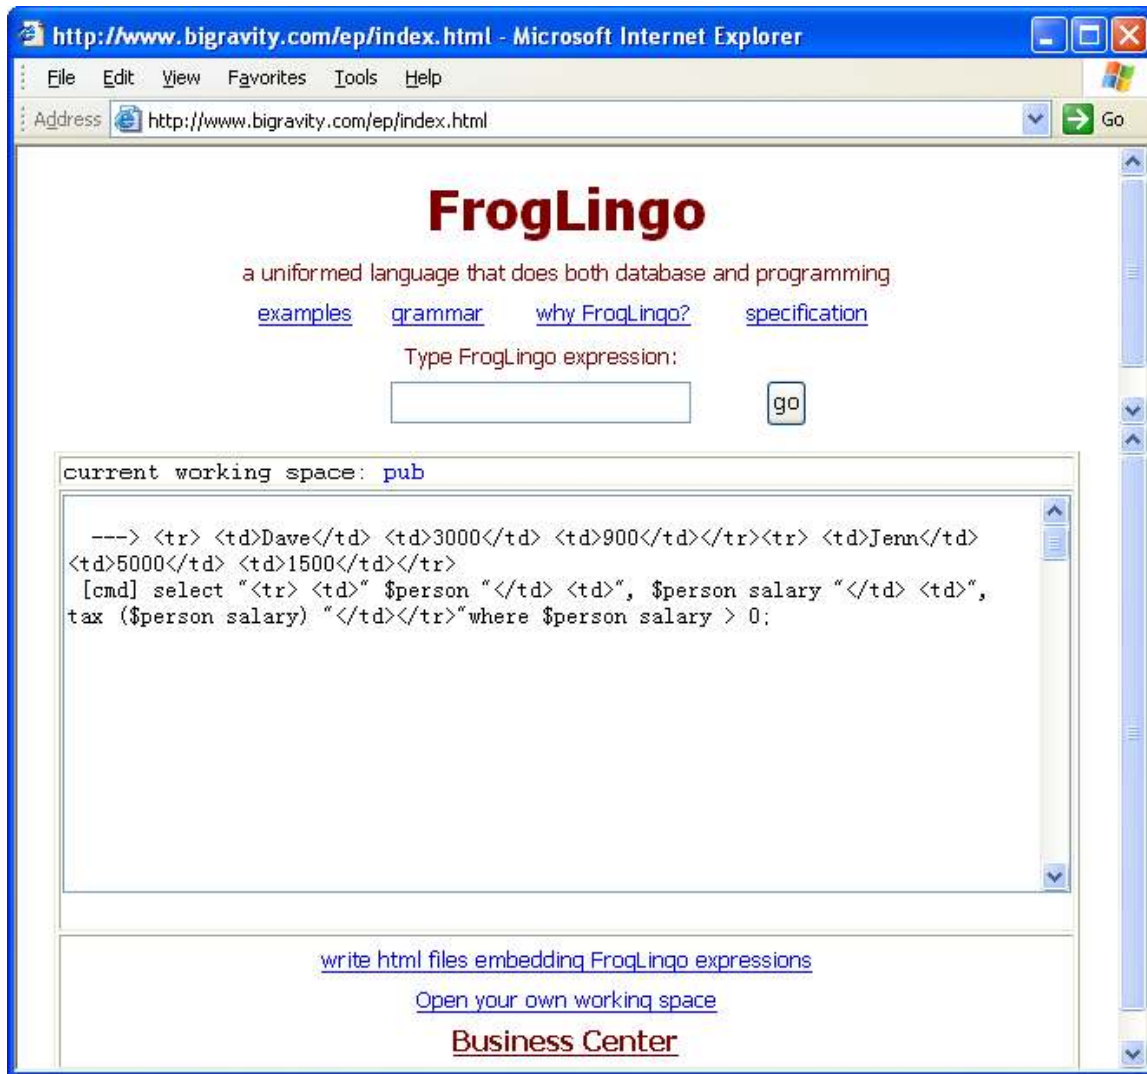 http://www.bigravity.com/ep/index.html - Microsoft Internet Explorer
File Edit View Favorites Tools Help
Address http://www.bigravity.com/ep/index.html Go
FrogLingo
a uniformed language that does both database and programming
examples grammar why FrogLingo? specification
Type FrogLingo expression:
go
current working space: pub
---> <tr> <td>Dave</td> <td>3000</td> <td>900</td></tr><tr> <td>Jenn</td>
<td>5000</td> <td>1500</td></tr>
[cmd] select "<tr> <td>" $person "</td> <td>", $person salary "</td> <td>",
tax ($person salary) "</td></tr>"where $person salary > 0;
write html files embedding FrogLingo expressions
Open your own working space
Business Center